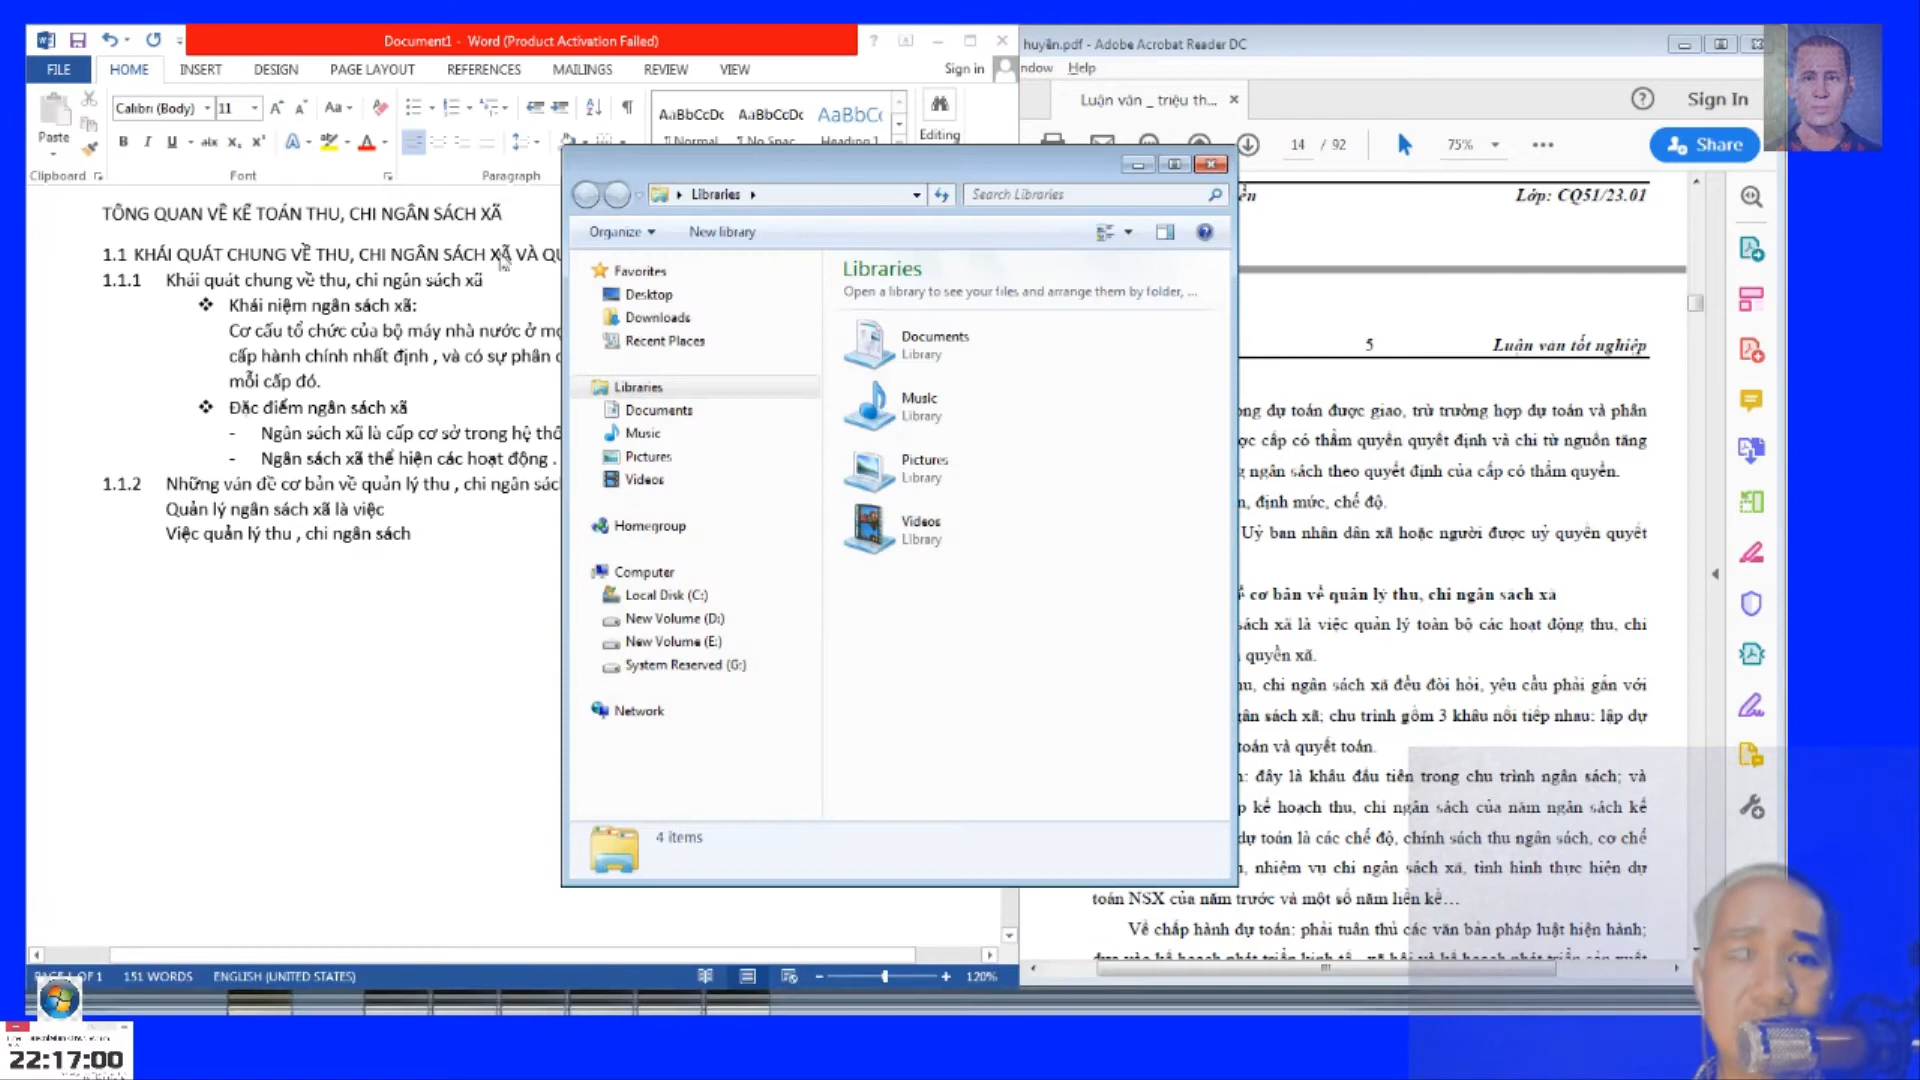 Document1 - Word (Product Activation Failed)
FILE HOME INSERT DESIGN PAGE LAYOUT REFERENCES MAILINGS REVIEW VIEW Sign in
Calibri (Body) 11
Paste
AaBbCcDc AaBbCcDc AaBbCc
¶ Normal ¶ No Spac... Heading 1
Editing
Clipboard Font Paragraph
TỔNG QUAN VỀ KẾ TOÁN THU, CHI NGÂN SÁCH XÃ
1.1 KHÁI QUÁT CHUNG VỀ THU, CHI NGÂN SÁCH XÃ VÀ QU
1.1.1 Khái quát chung về thu, chi ngân sách xã
❖ Khái niệm ngân sách xã:
Cơ cấu tổ chức của bộ máy nhà nước ở mọ
cấp hành chính nhất định , và có sự phân c
mỗi cấp đó.
❖ Đặc điểm ngân sách xã
- Ngân sách xã là cấp cơ sở trong hệ thố
- Ngân sách xã thể hiện các hoạt động .
1.1.2 Những vấn đề cơ bản về quản lý thu , chi ngân sác
Quản lý ngân sách xã là việc
Việc quản lý thu , chi ngân sách
PAGE 1 OF 1 151 WORDS ENGLISH (UNITED STATES) 120%
22:17:00
Libraries
Search Libraries
Organize New library
Favorites
Desktop
Downloads
Recent Places
Libraries
Documents
Music
Pictures
Videos
Homegroup
Computer
Local Disk (C:)
New Volume (D:)
New Volume (E:)
System Reserved (G:)
Network
Libraries
Open a library to see your files and arrange them by folder, ...
Documents
Library
Music
Library
Pictures
Library
Videos
Library
4 items
huyền.pdf - Adobe Acrobat Reader DC
ndow Help
Luận văn _ triệu th... Sign In
14 / 92 75% Share
ền Lớp: CQ51/23.01
5 Luận văn tốt nghiệp
ong dự toán được giao, trừ trường hợp dự toán và phân
ợc cấp có thẩm quyền quyết định và chi từ nguồn tăng
g ngân sách theo quyết định của cấp có thẩm quyền.
n, định mức, chế độ.
Uỷ ban nhân dân xã hoặc người được uỷ quyền quyết
ề cơ bản về quản lý thu, chi ngân sách xã
sách xã là việc quản lý toàn bộ các hoạt động thu, chi
quyền xã.
hu, chi ngân sách xã đều đòi hỏi, yêu cầu phải gắn với
gân sách xã; chu trình gồm 3 khâu nối tiếp nhau: lập dự
toán và quyết toán.
n: đây là khâu đầu tiên trong chu trình ngân sách; và
p kế hoạch thu, chi ngân sách của năm ngân sách kế
dự toán là các chế độ, chính sách thu ngân sách, cơ chế
, nhiệm vụ chi ngân sách xã, tình hình thực hiện dự
toán NSX của năm trước và một số năm liền kề…
Về chấp hành dự toán: phải tuân thủ các văn bản pháp luật hiện hành;